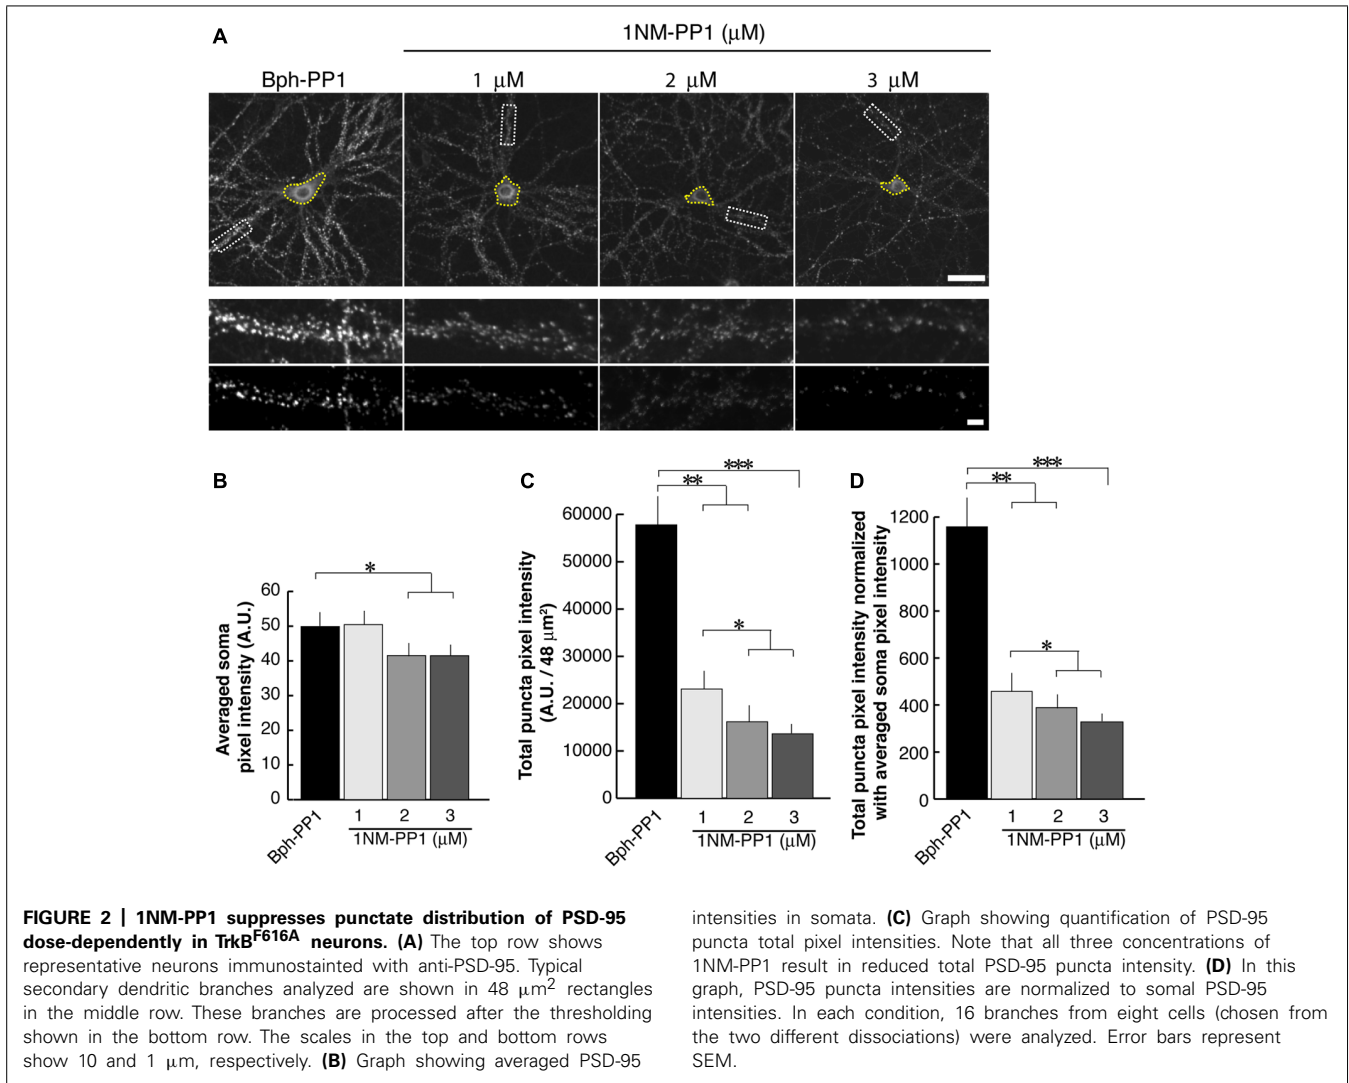 A
1NM-PP1 (μM)
Bph-PP1
1 μM
2 μM
3 μM
B
Averaged soma
pixel intensity (A.U.)
60
50
40
30
20
10
0
*
Bph-PP1
1 2 3
1NM-PP1 (μM)
C
Total puncta pixel intensity
(A.U. / 48 μm²)
60000
50000
40000
30000
20000
10000
0
***
**
*
Bph-PP1
1 2 3
1NM-PP1 (μM)
D
Total puncta pixel intensity normalized
with averaged soma pixel intensity
1200
1000
800
600
400
200
0
***
**
*
Bph-PP1
1 2 3
1NM-PP1 (μM)
FIGURE 2 | 1NM-PP1 suppresses punctate distribution of PSD-95
dose-dependently in TrkB^F616A neurons. (A) The top row shows
representative neurons immunostainted with anti-PSD-95. Typical
secondary dendritic branches analyzed are shown in 48 μm² rectangles
in the middle row. These branches are processed after the thresholding
shown in the bottom row. The scales in the top and bottom rows
show 10 and 1 μm, respectively. (B) Graph showing averaged PSD-95
intensities in somata. (C) Graph showing quantification of PSD-95
puncta total pixel intensities. Note that all three concentrations of
1NM-PP1 result in reduced total PSD-95 puncta intensity. (D) In this
graph, PSD-95 puncta intensities are normalized to somal PSD-95
intensities. In each condition, 16 branches from eight cells (chosen from
the two different dissociations) were analyzed. Error bars represent
SEM.